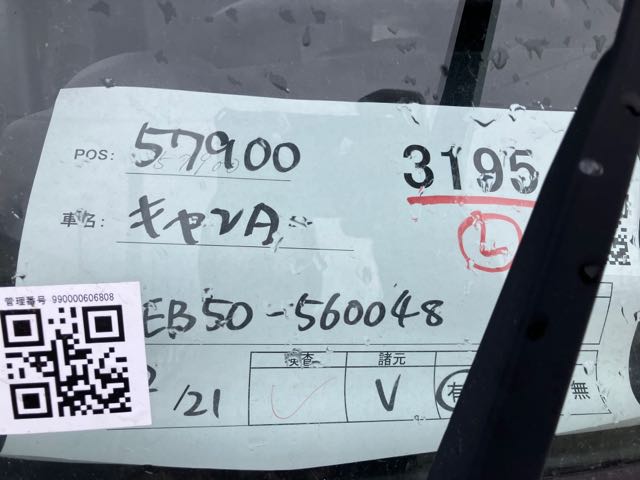 POS: 57900
3195
車名: キャンA
L
管理番号 990000606808
EB50-560048
検査 諸元
/21 V 有 無